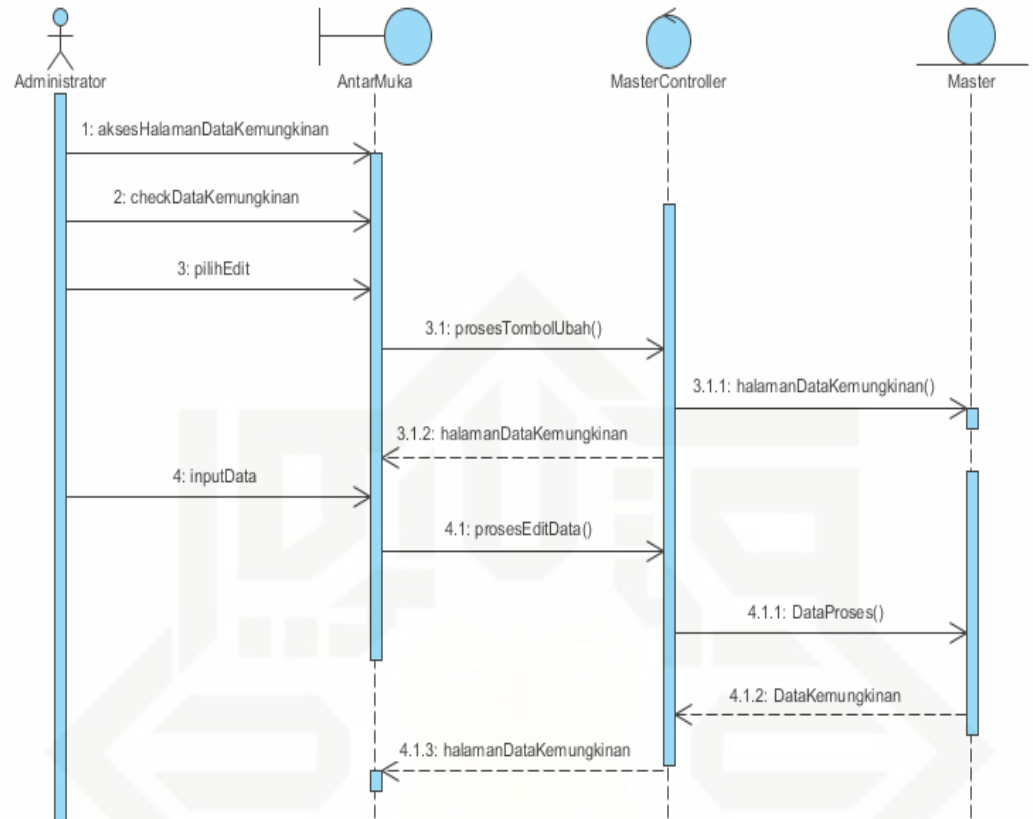 Administrator
AntarMuka
MasterController
Master
1: aksesHalamanDataKemungkinan
2: checkDataKemungkinan
3: pilihEdit
3.1: prosesTombolUbah()
3.1.1: halamanDataKemungkinan()
3.1.2: halamanDataKemungkinan
4: inputData
4.1: prosesEditData()
4.1.1: DataProses()
4.1.2: DataKemungkinan
4.1.3: halamanDataKemungkinan